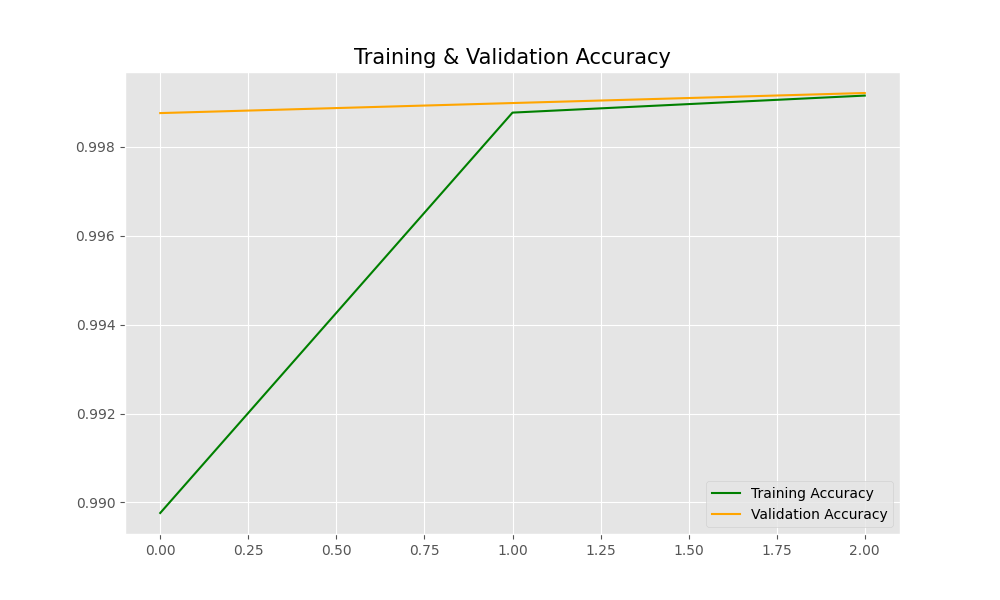 Training & Validation Accuracy
0.998
0.996
0.994
0.992
0.990
Training Accuracy
Validation Accuracy
0.00 0.25 0.50 0.75 1.00 1.25 1.50 1.75 2.00